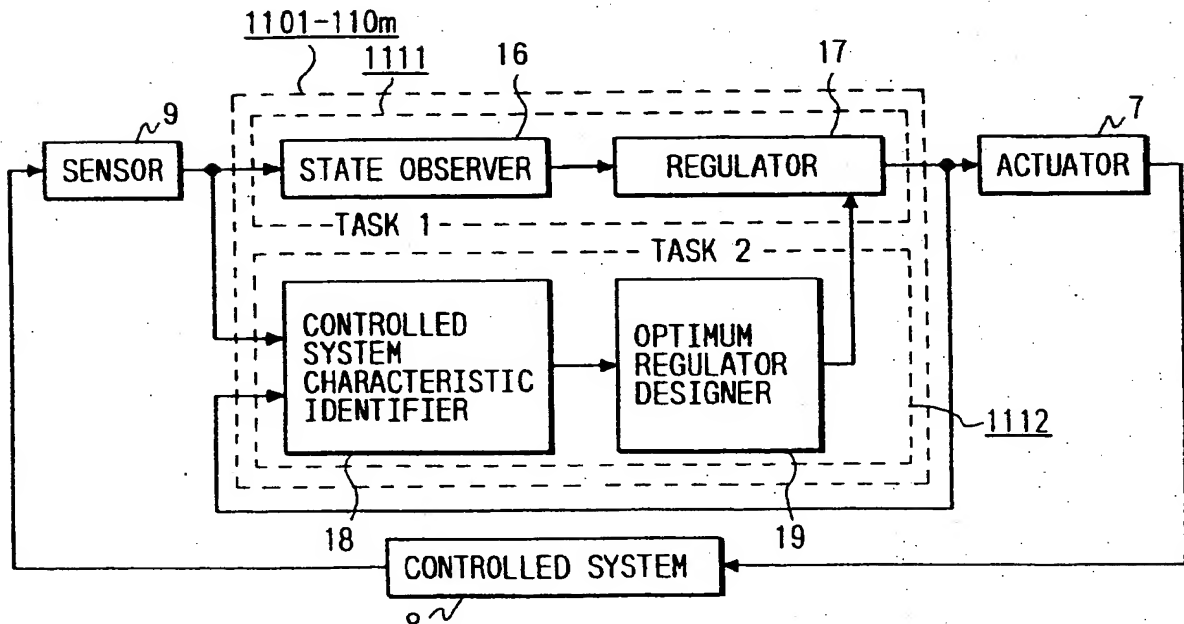 1101-110m
1111
16
17
9
7
SENSOR
STATE OBSERVER
REGULATOR
ACTUATOR
TASK 1
TASK 2
CONTROLLED
SYSTEM
CHARACTERISTIC
IDENTIFIER
OPTIMUM
REGULATOR
DESIGNER
1112
18
19
CONTROLLED SYSTEM
8